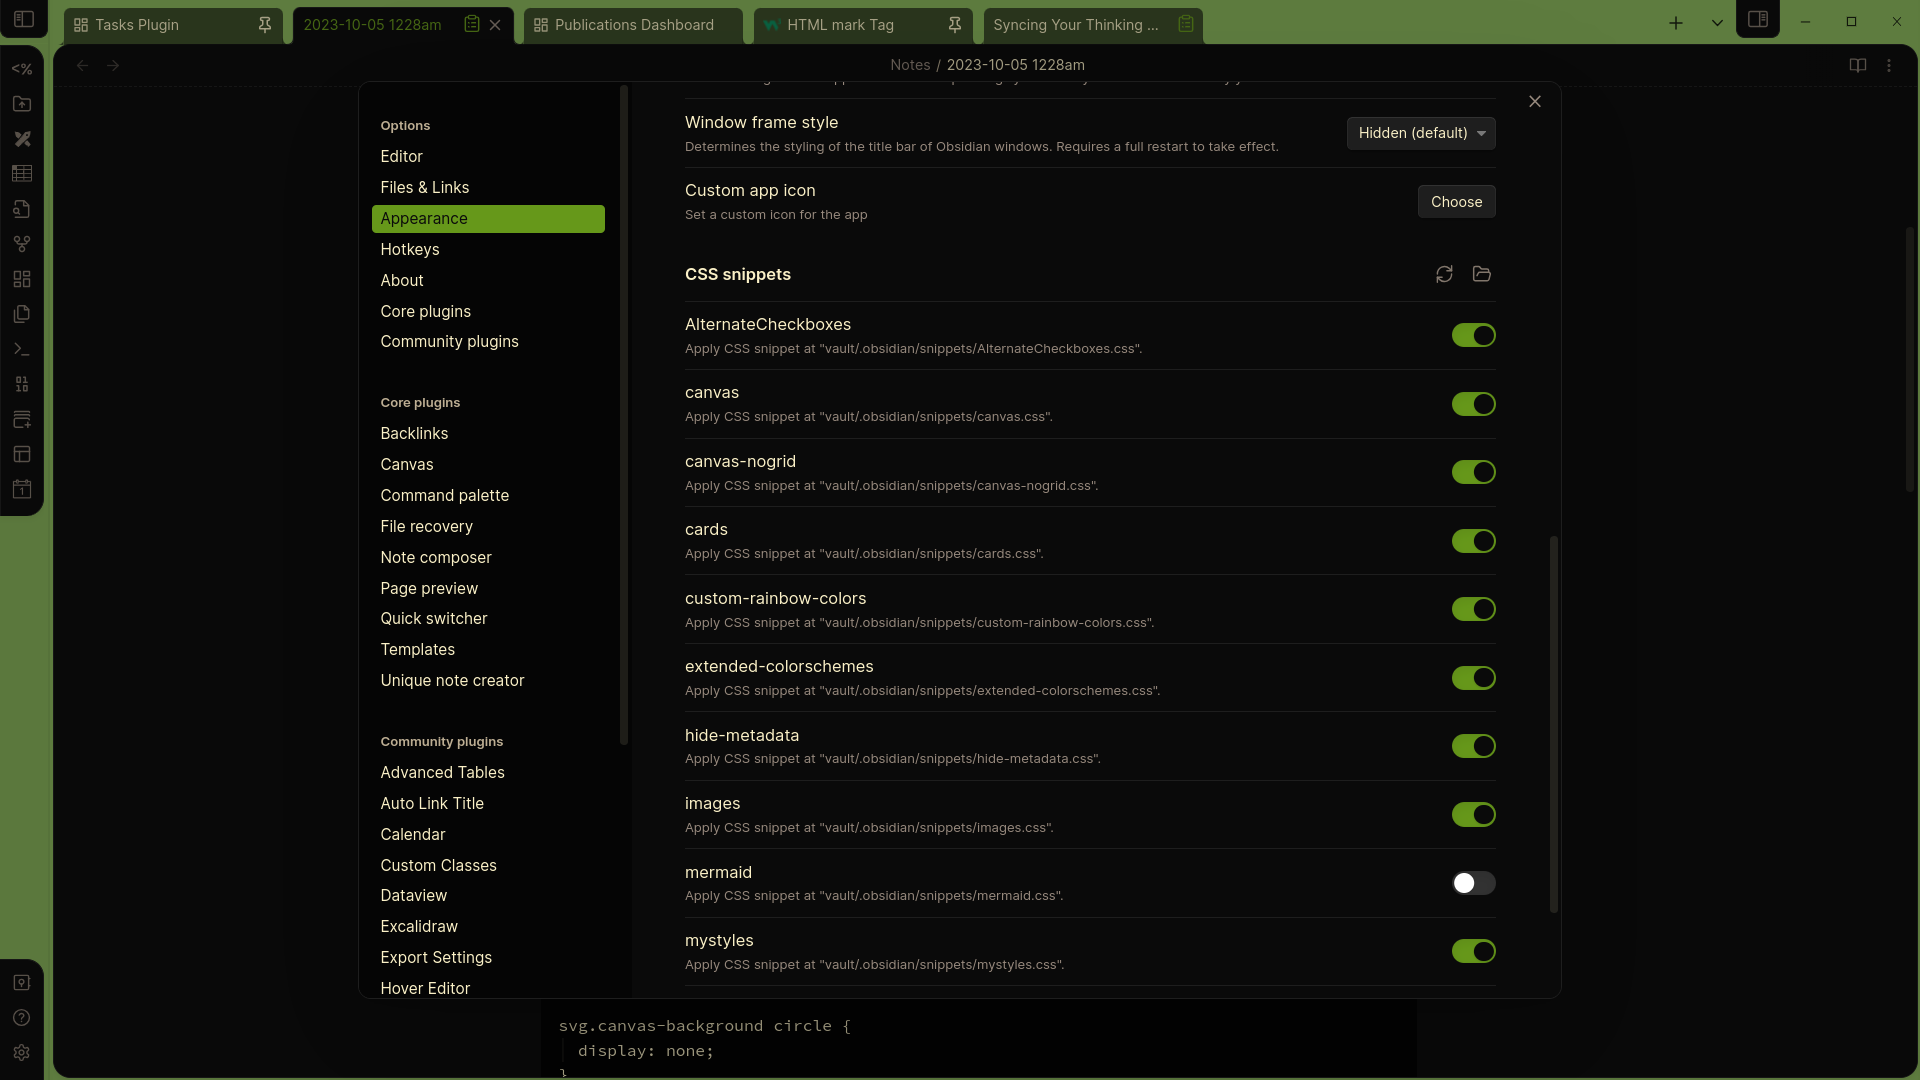 Tasks Plugin
2023-10-05 1228am
Publications Dashboard
HTML mark Tag
Syncing Your Thinking ...
Notes / 2023-10-05 1228am
Options
Editor
Files & Links
Appearance
Hotkeys
About
Core plugins
Community plugins
Core plugins
Backlinks
Canvas
Command palette
File recovery
Note composer
Page preview
Quick switcher
Templates
Unique note creator
Community plugins
Advanced Tables
Auto Link Title
Calendar
Custom Classes
Dataview
Excalidraw
Export Settings
Hover Editor
Window frame style
Determines the styling of the title bar of Obsidian windows. Requires a full restart to take effect.
Hidden (default)
Custom app icon
Set a custom icon for the app
Choose
CSS snippets
AlternateCheckboxes
Apply CSS snippet at "vault/.obsidian/snippets/AlternateCheckboxes.css".
canvas
Apply CSS snippet at "vault/.obsidian/snippets/canvas.css".
canvas-nogrid
Apply CSS snippet at "vault/.obsidian/snippets/canvas-nogrid.css".
cards
Apply CSS snippet at "vault/.obsidian/snippets/cards.css".
custom-rainbow-colors
Apply CSS snippet at "vault/.obsidian/snippets/custom-rainbow-colors.css".
extended-colorschemes
Apply CSS snippet at "vault/.obsidian/snippets/extended-colorschemes.css".
hide-metadata
Apply CSS snippet at "vault/.obsidian/snippets/hide-metadata.css".
images
Apply CSS snippet at "vault/.obsidian/snippets/images.css".
mermaid
Apply CSS snippet at "vault/.obsidian/snippets/mermaid.css".
mystyles
Apply CSS snippet at "vault/.obsidian/snippets/mystyles.css".
svg.canvas-background circle {
display: none;
}